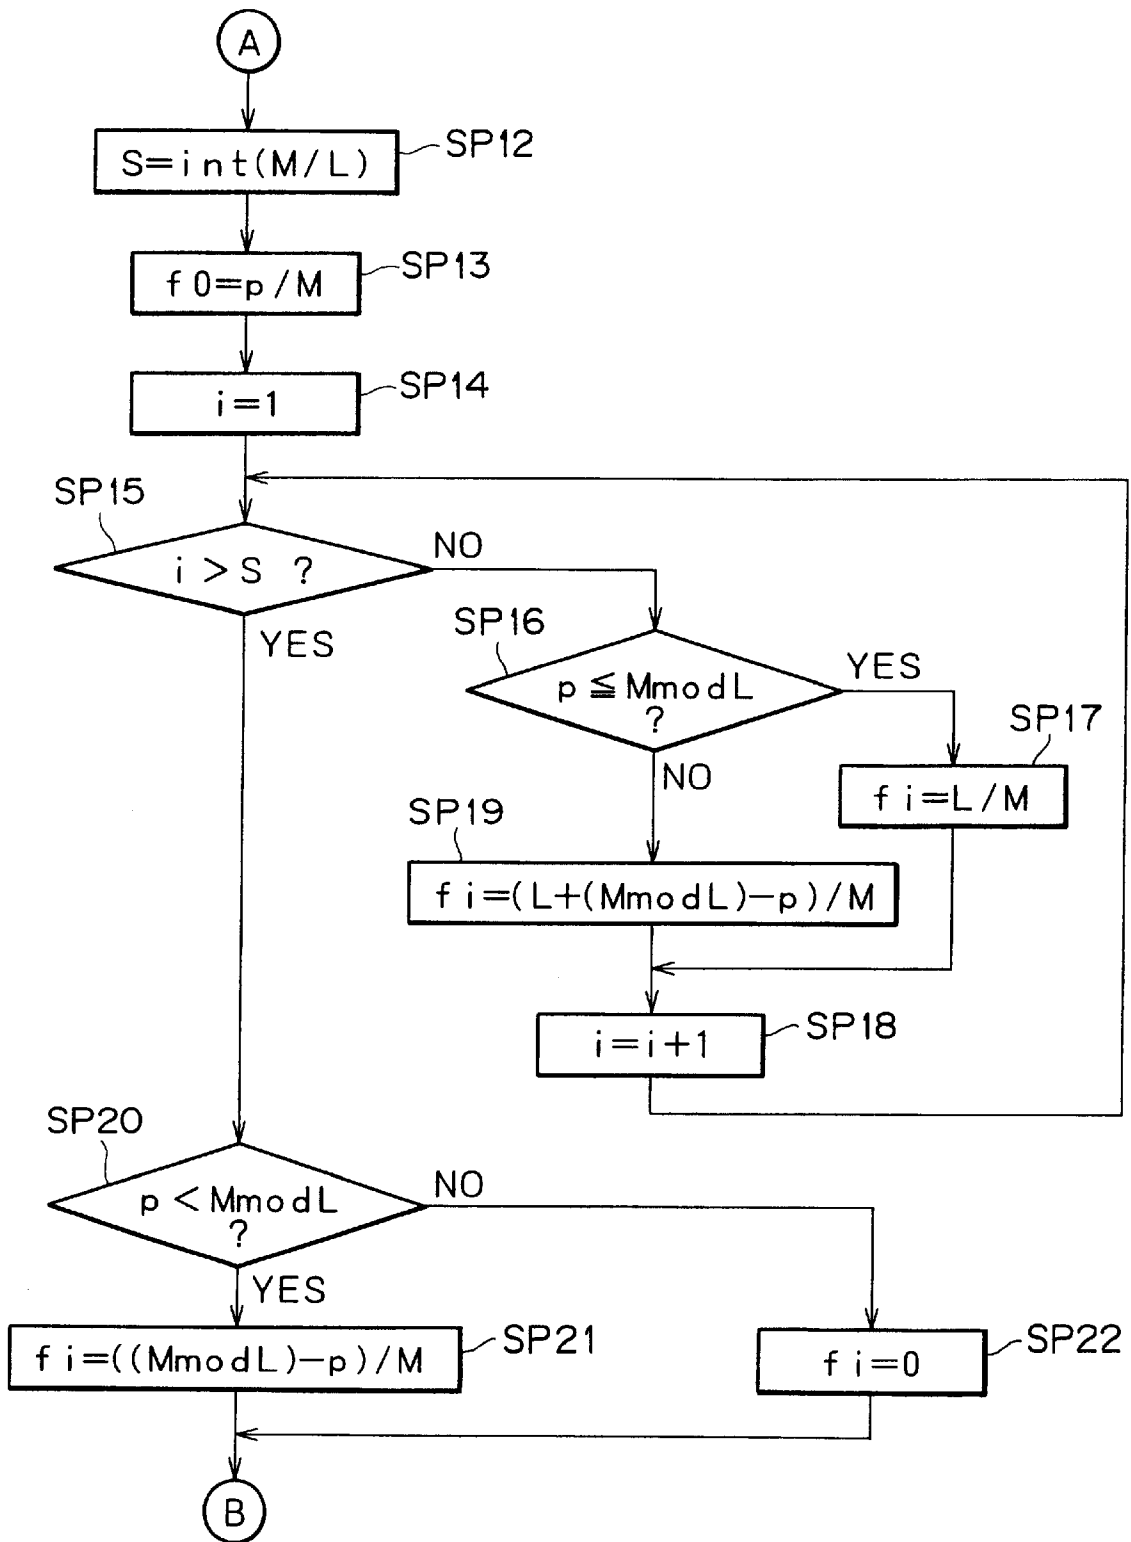 A
S=int(M/L)
SP12
f0=p/M
SP13
i=1
SP14
SP15
i>S ?
NO
YES
SP16
p≦MmodL
?
YES
NO
SP17
fi=L/M
SP19
fi=(L+(MmodL)-p)/M
i=i+1
SP18
SP20
p<MmodL
?
NO
YES
fi=((MmodL)-p)/M
SP21
fi=0
SP22
B